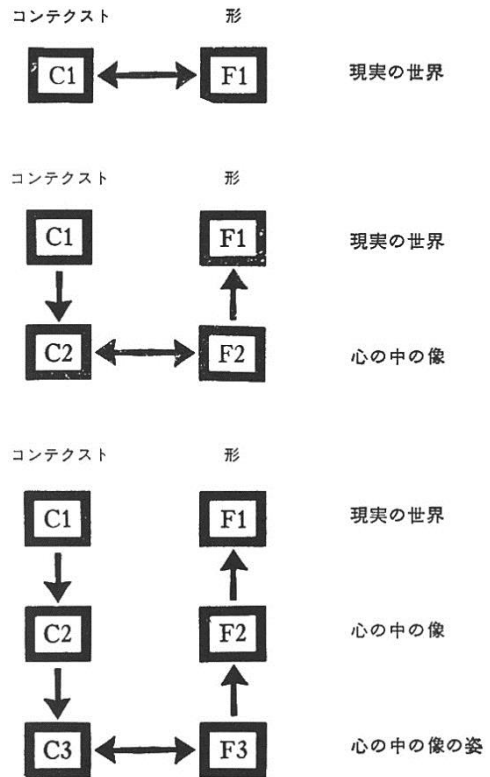 コンテクスト 形
C1 F1 現実の世界
コンテクスト 形
C1 F1 現実の世界
C2 F2 心の中の像
コンテクスト 形
C1 F1 現実の世界
C2 F2 心の中の像
C3 F3 心の中の像の姿